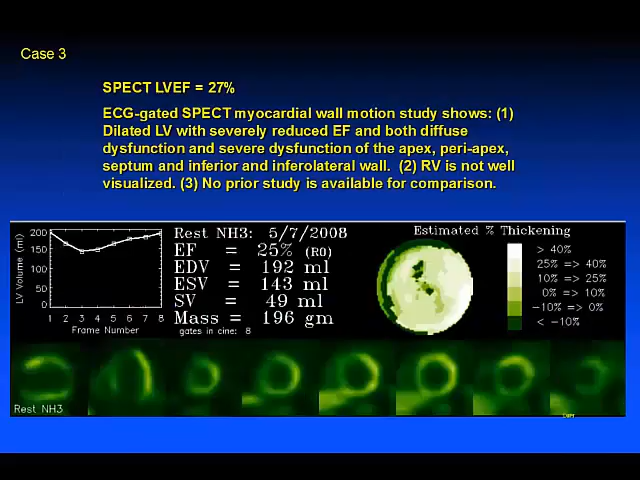 Case 3
SPECT LVEF = 27%
ECG-gated SPECT myocardial wall motion study shows: (1)
Dilated LV with severely reduced EF and both diffuse
dysfunction and severe dysfunction of the apex, peri-apex,
septum and inferior and inferolateral wall. (2) RV is not well
visualized. (3) No prior study is available for comparison.
LV Volume (ml)
200
150
100
50
0
1 2 3 4 5 6 7 8
Frame Number
Rest NH3: 5/7/2008
EF = 25% (R0)
EDV = 192 ml
ESV = 143 ml
SV = 49 ml
Mass = 196 gm
gates in cine: 8
Estimated % Thickening
> 40%
25% => 40%
10% => 25%
0% => 10%
-10% => 0%
< -10%
Rest NH3